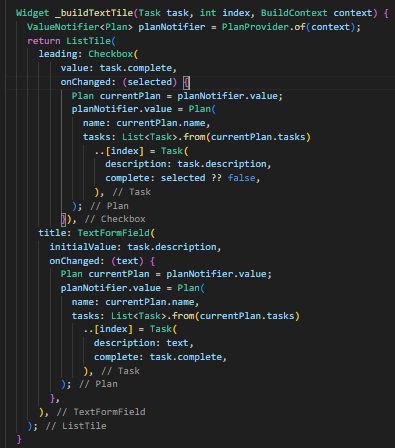 Widget _buildTextTile(Task task, int index, BuildContext context) {
  ValueNotifier<Plan> planNotifier = PlanProvider.of(context);
  return ListTile(
    leading: Checkbox(
        value: task.complete,
        onChanged: (selected) {
          Plan currentPlan = planNotifier.value;
          planNotifier.value = Plan(
            name: currentPlan.name,
            tasks: List<Task>.from(currentPlan.tasks)
              ..[index] = Task(
                description: task.description,
                complete: selected ?? false,
              ), // Task
          ); // Plan
        }), // Checkbox
    title: TextFormField(
      initialValue: task.description,
      onChanged: (text) {
        Plan currentPlan = planNotifier.value;
        planNotifier.value = Plan(
          name: currentPlan.name,
          tasks: List<Task>.from(currentPlan.tasks)
            ..[index] = Task(
              description: text,
              complete: task.complete,
            ), // Task
        ); // Plan
      },
    ), // TextFormField
  ); // ListTile
}